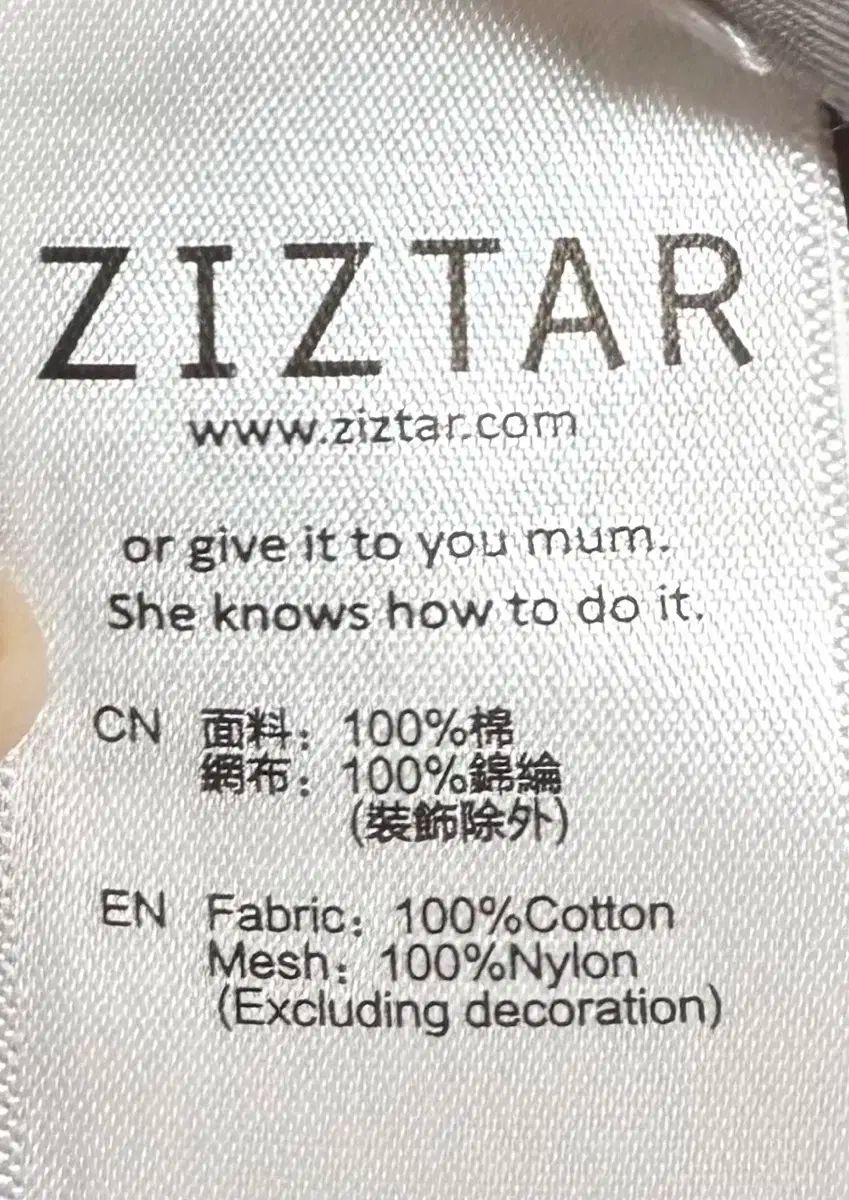 ZIZTAR
www.ziztar.com
or give it to you mum.
She knows how to do it.
CN 面料：100%棉
網布：100%錦綸
(裝飾除外)
EN Fabric：100%Cotton
Mesh：100%Nylon
(Excluding decoration)